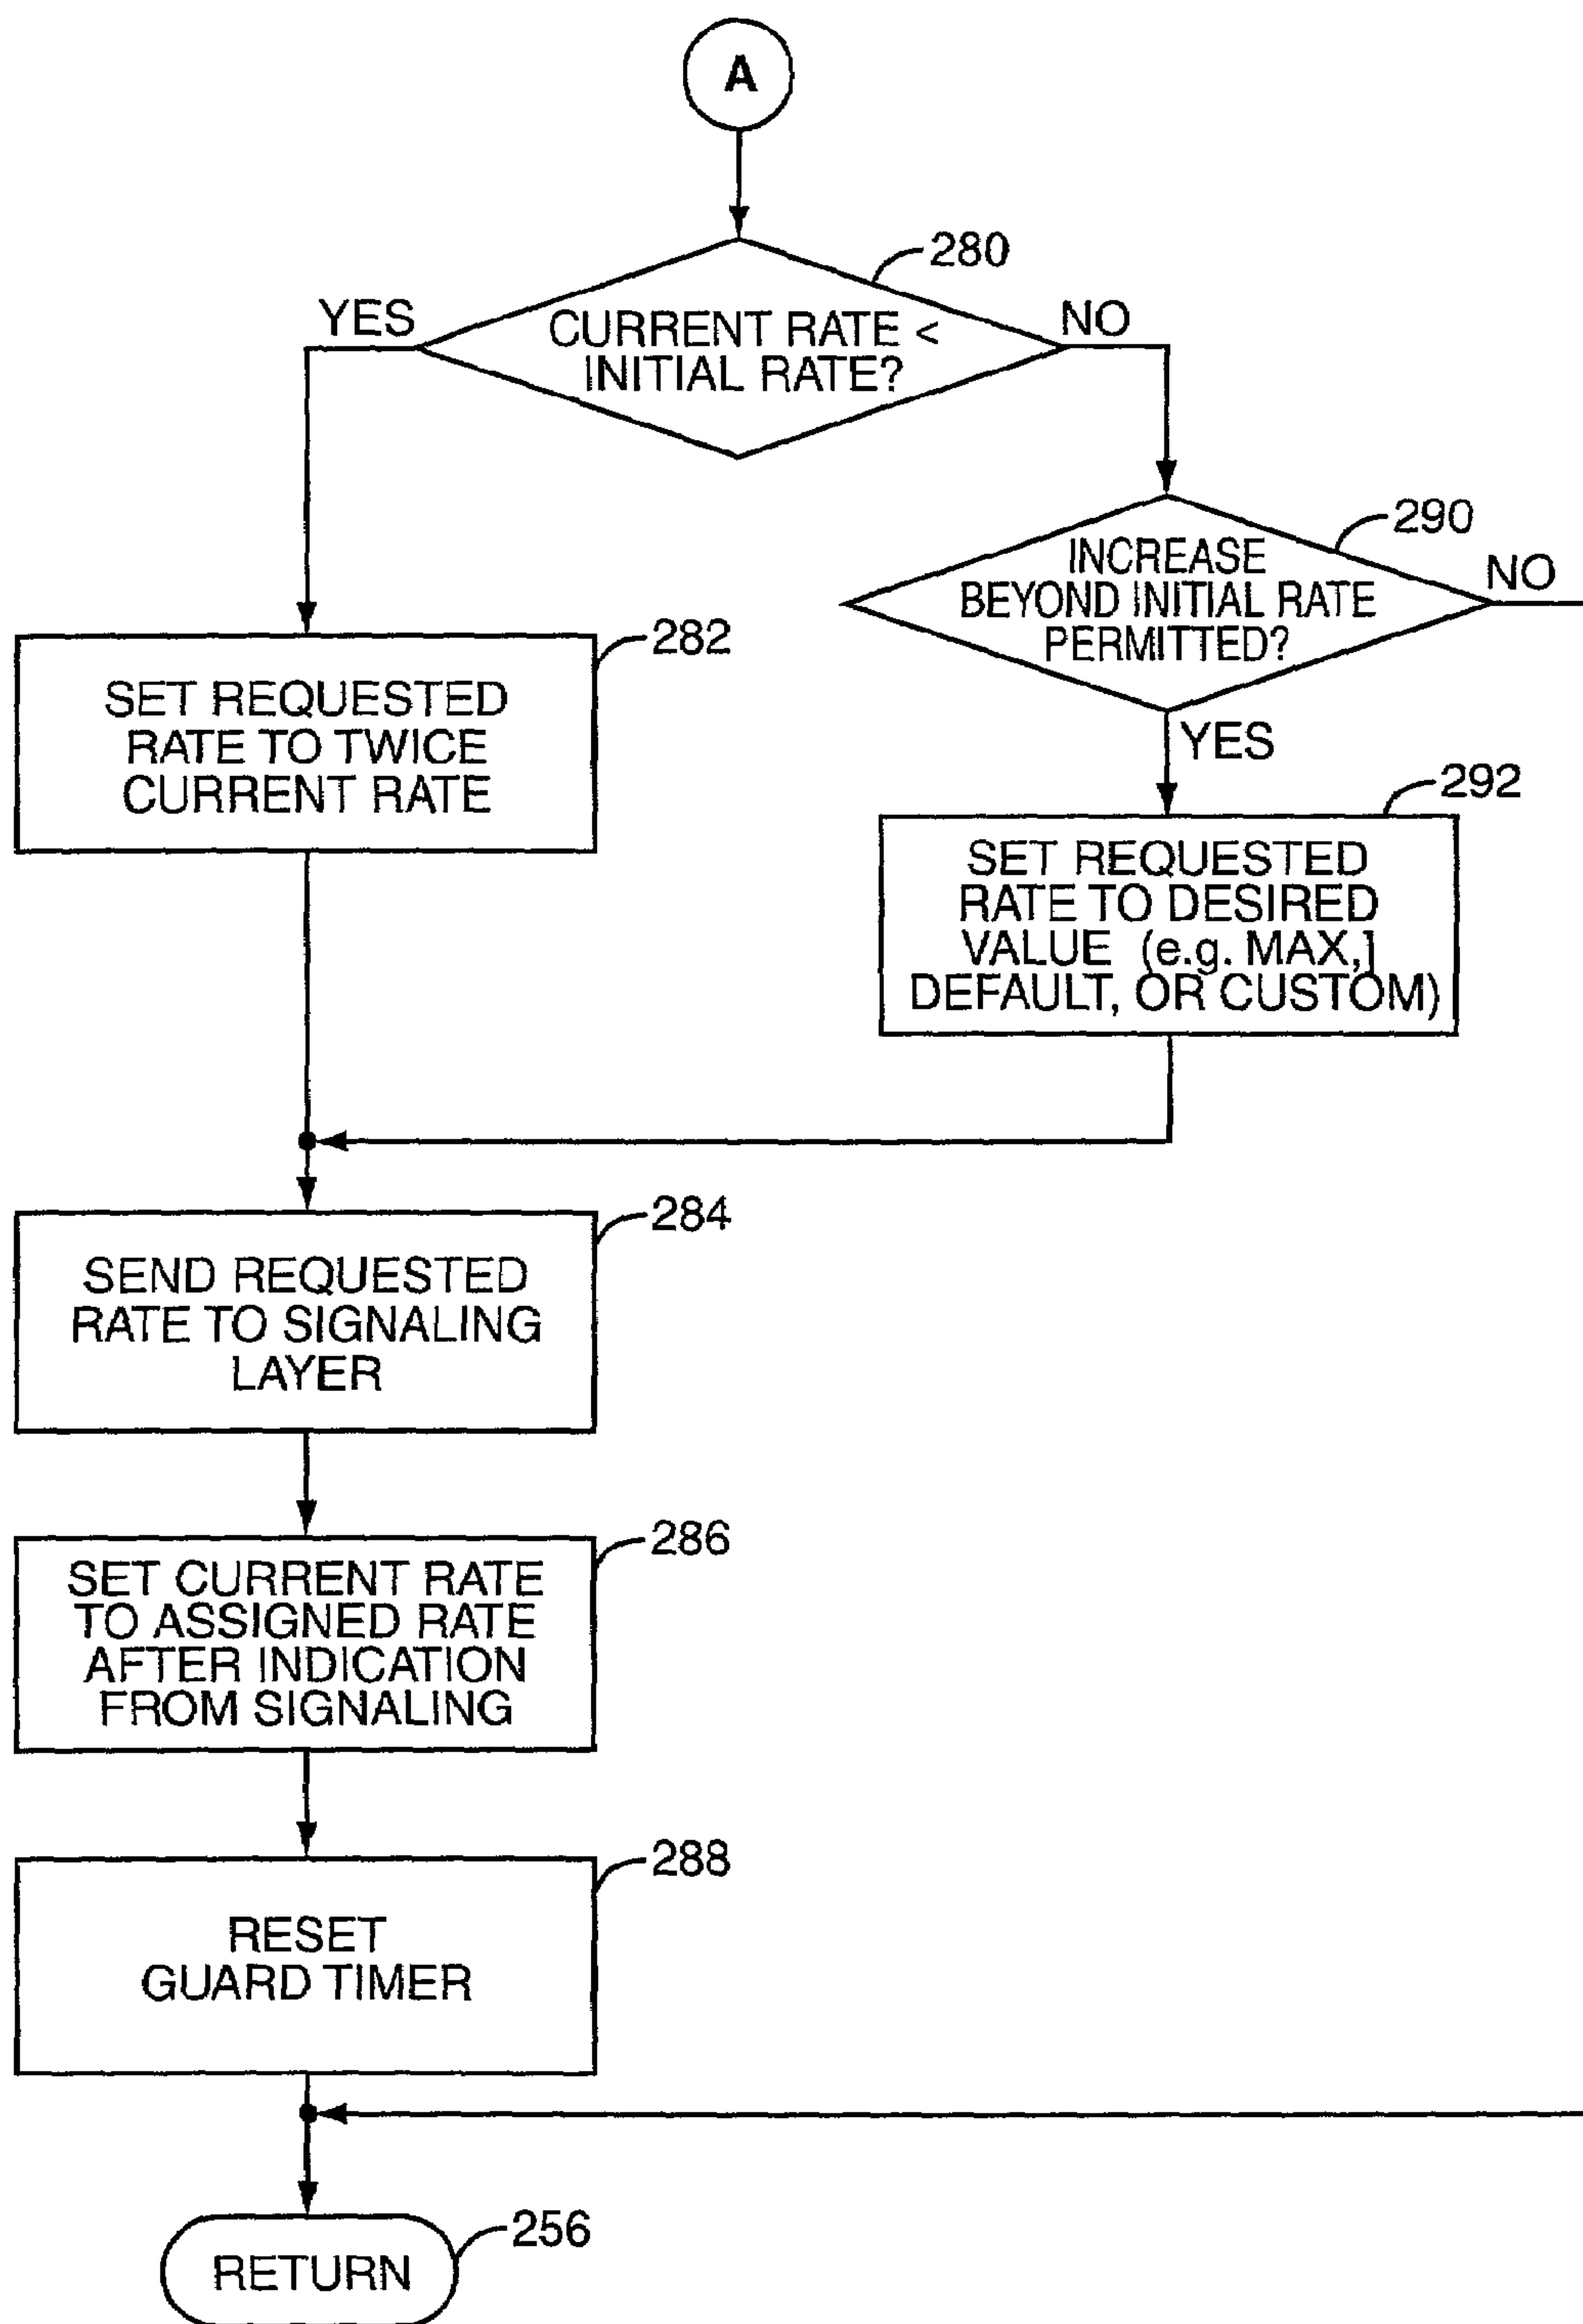 A
280
YES
CURRENT RATE <
INITIAL RATE?
NO
290
INCREASE
BEYOND INITIAL RATE
PERMITTED?
NO
YES
282
SET REQUESTED
RATE TO TWICE
CURRENT RATE
292
SET REQUESTED
RATE TO DESIRED
VALUE (e.g. MAX,]
DEFAULT, OR CUSTOM)
284
SEND REQUESTED
RATE TO SIGNALING
LAYER
286
SET CURRENT RATE
TO ASSIGNED RATE
AFTER INDICATION
FROM SIGNALING
288
RESET
GUARD TIMER
256
RETURN